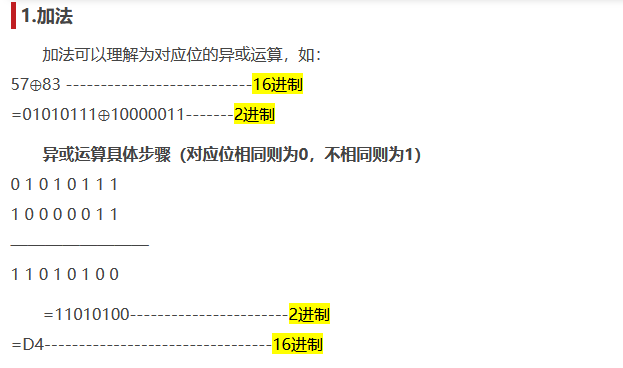 1.加法
加法可以理解为对应位的异或运算，如：
57⊕83 ---------------------------16进制
=01010111⊕10000011-------2进制
异或运算具体步骤（对应位相同则为0，不相同则为1）
0 1 0 1 0 1 1 1
1 0 0 0 0 0 1 1
————————
1 1 0 1 0 1 0 0
=11010100-----------------------2进制
=D4---------------------------------16进制